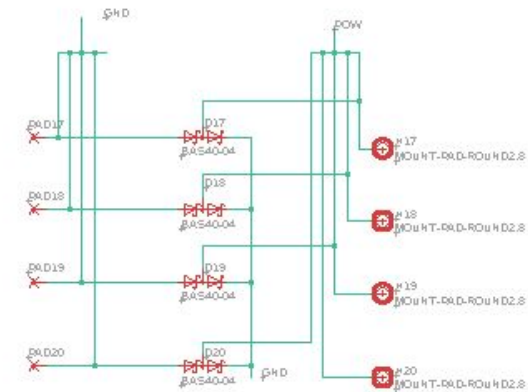 GND
POW
PAD17
D17
BAS40-04
H17
MOUNT-PAD-ROUND2.8
PAD18
D18
BAS40-04
H18
MOUNT-PAD-ROUND2.8
PAD19
D19
BAS40-04
H19
MOUNT-PAD-ROUND2.8
PAD20
D20
BAS40-04
GND
H20
MOUNT-PAD-ROUND2.8